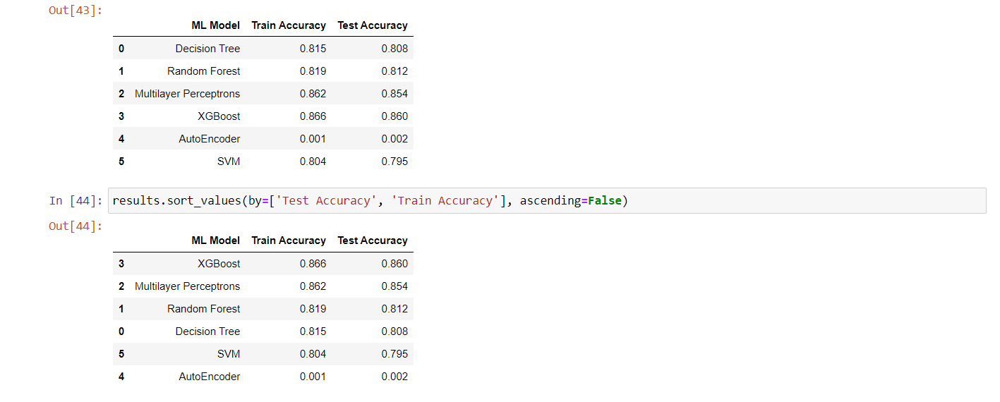 Out[43]:
ML Model Train Accuracy Test Accuracy
0 Decision Tree 0.815 0.808
1 Random Forest 0.819 0.812
2 Multilayer Perceptrons 0.862 0.854
3 XGBoost 0.866 0.860
4 AutoEncoder 0.001 0.002
5 SVM 0.804 0.795
In [44]: results.sort_values(by=['Test Accuracy', 'Train Accuracy'], ascending=False)
Out[44]:
ML Model Train Accuracy Test Accuracy
3 XGBoost 0.866 0.860
2 Multilayer Perceptrons 0.862 0.854
1 Random Forest 0.819 0.812
0 Decision Tree 0.815 0.808
5 SVM 0.804 0.795
4 AutoEncoder 0.001 0.002